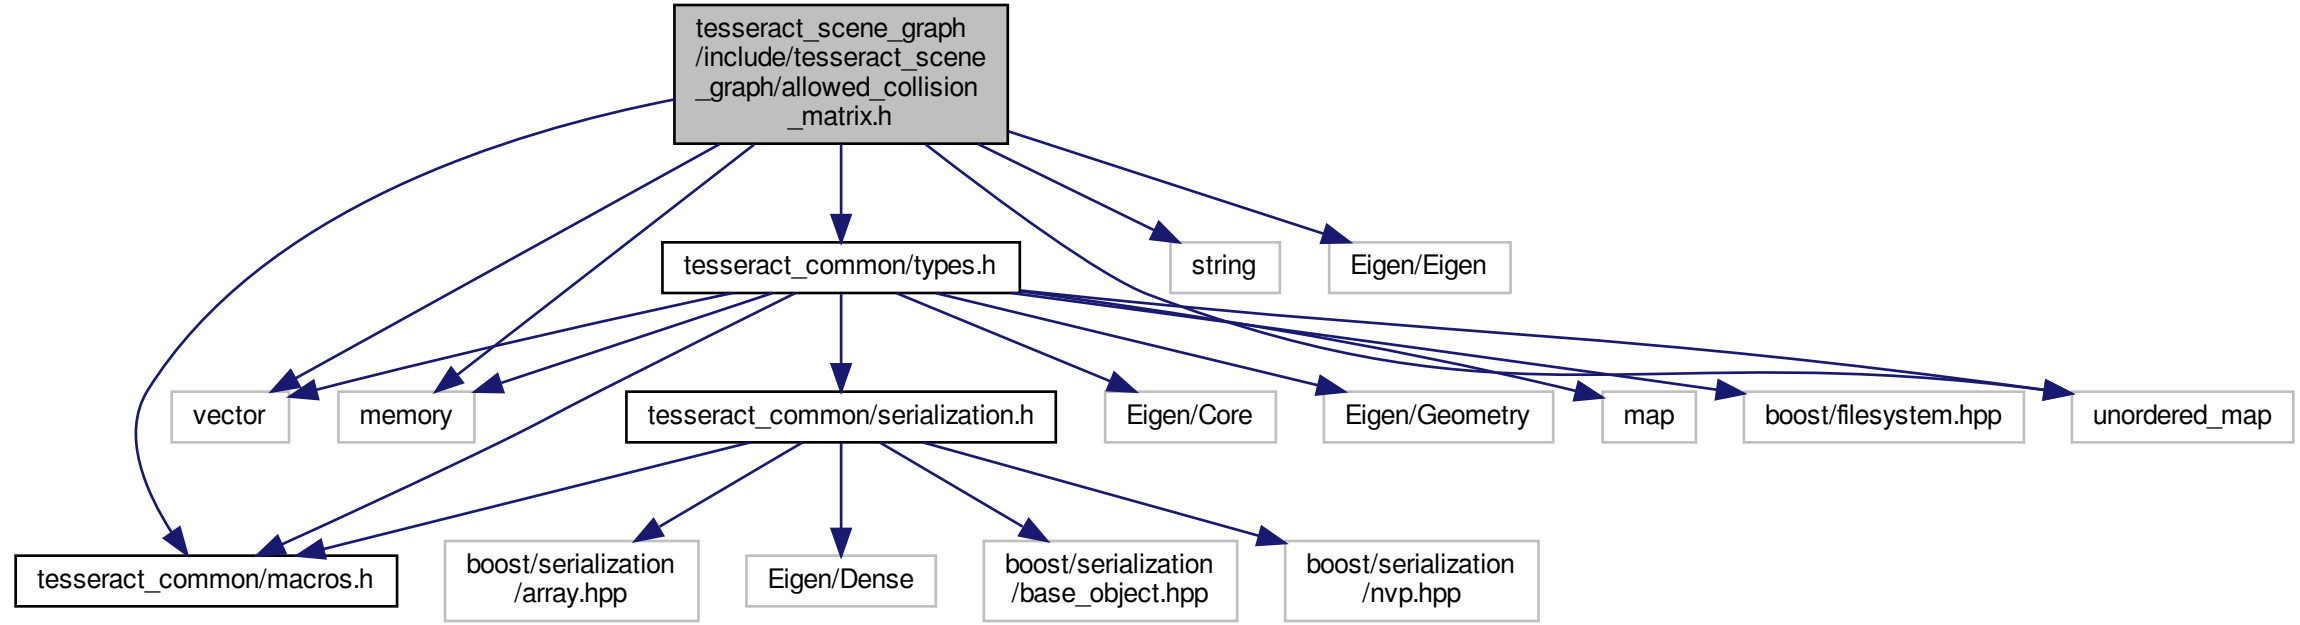 tesseract_scene_graph
/include/tesseract_scene
_graph/allowed_collision
_matrix.h
tesseract_common/types.h
string
Eigen/Eigen
vector
memory
tesseract_common/serialization.h
Eigen/Core
Eigen/Geometry
map
boost/filesystem.hpp
unordered_map
tesseract_common/macros.h
boost/serialization
/array.hpp
Eigen/Dense
boost/serialization
/base_object.hpp
boost/serialization
/nvp.hpp